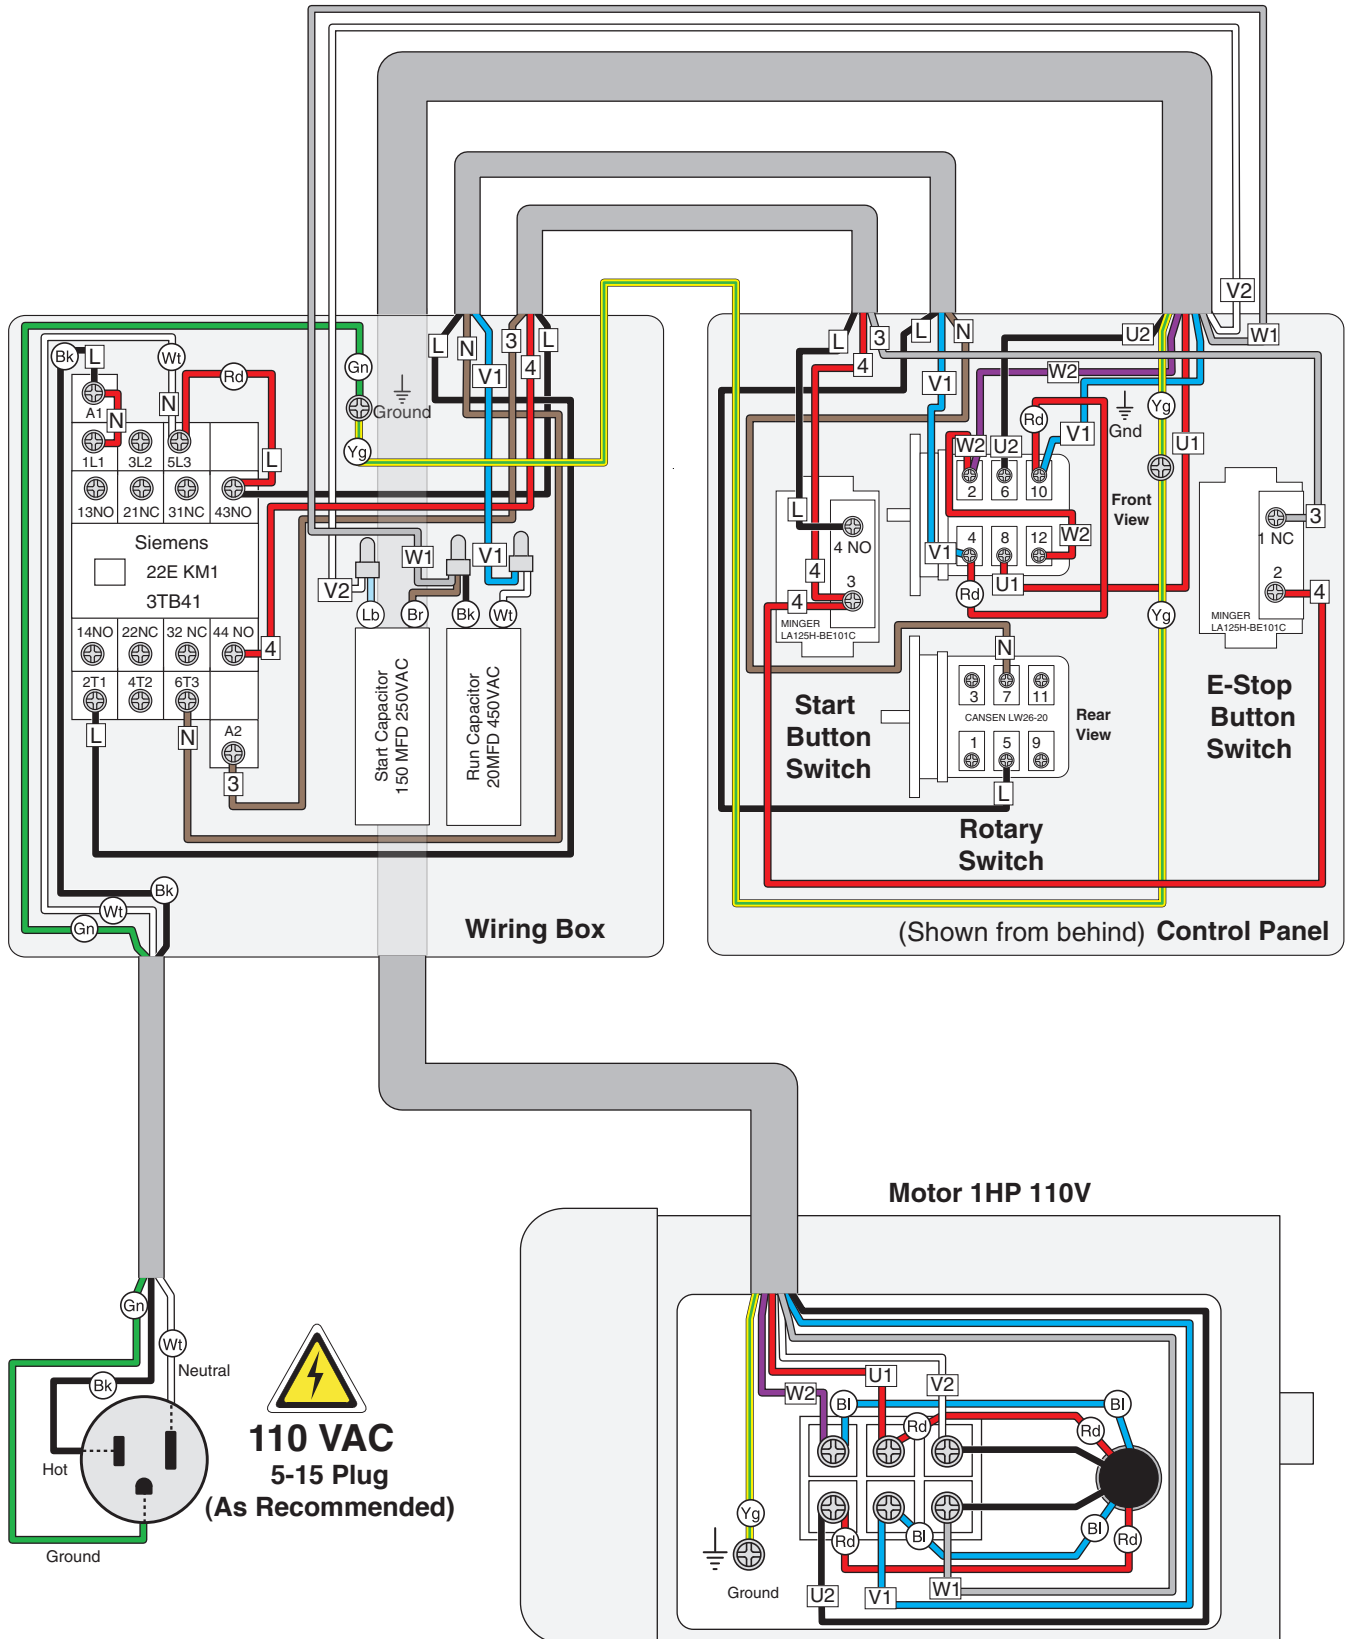 V2
W1
L
N
V1
3
4
L
L
4
3
L
V1
N
U2
W2
Bk
L
Wt
Rd
N
N
Gn
Ground
Yg
A1
1L1
3L2
5L3
L
13NO
21NC
31NC
43NO
Siemens
22E KM1
3TB41
14NO
22NC
32 NC
44 NO
4
2T1
4T2
6T3
L
N
A2
3
W1
V1
V2
Lb
Br
Bk
Wt
Start Capacitor
150 MFD 250VAC
Run Capacitor
20MFD 450VAC
Bk
Wt
Gn
Wiring Box
Rd
Gnd
V1
Yg
U1
W2
U2
2
6
10
Front
View
L
4 NO
V1
4
8
12
W2
U1
4
3
4
Rd
Yg
MINGER
LA125H-BE101C
3
1 NC
2
4
MINGER
LA125H-BE101C
N
3
7
11
CANSEN LW26-20
1
5
9
L
Rear
View
Start
Button
Switch
E-Stop
Button
Switch
Rotary
Switch
(Shown from behind) Control Panel
Motor 1HP 110V
Gn
Wt
Neutral
Bk
Hot
Ground
110 VAC
5-15 Plug
(As Recommended)
W2
U1
V2
Bl
Rd
Bl
Rd
Yg
Ground
Rd
Bl
Bl
Rd
U2
V1
W1